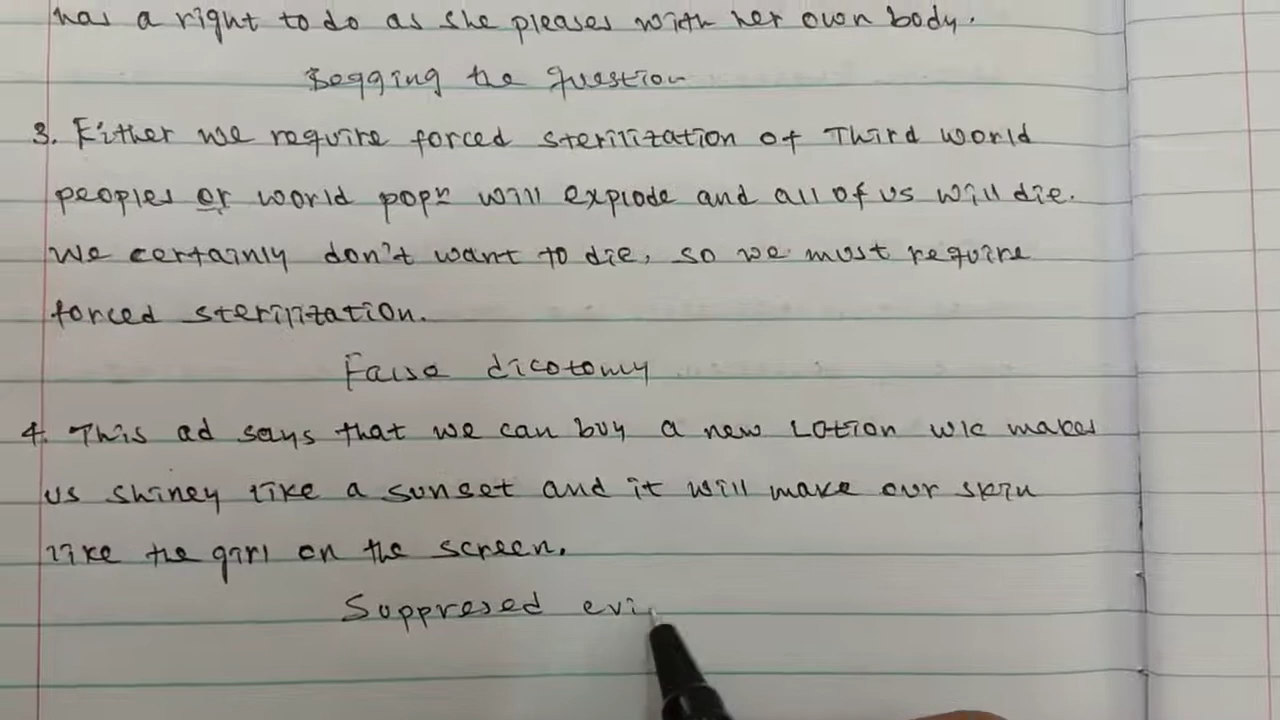 has a right to do as she pleases with her own body.
Begging the question
3. Either we require forced sterilization of Third world
peoples or world popn will explode and all of us will die.
We certainly don't want to die, so we must require
forced sterilization.
False dicotomy
4. This ad says that we can buy a new Lotion wlc makes
us shiney like a sunset and it will make our skin
like the girl on the screen.
Suppresed evi